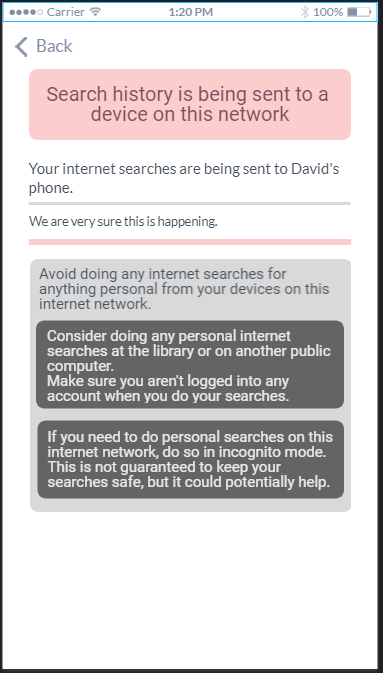 Carrier 1:20 PM 100%
Back
Search history is being sent to a
device on this network
Your internet searches are being sent to David's
phone.
We are very sure this is happening.
Avoid doing any internet searches for
anything personal from your devices on this
internet network.
Consider doing any personal internet
searches at the library or on another public
computer.
Make sure you aren't logged into any
account when you do your searches.
If you need to do personal searches on this
internet network, do so in incognito mode.
This is not guaranteed to keep your
searches safe, but it could potentially help.